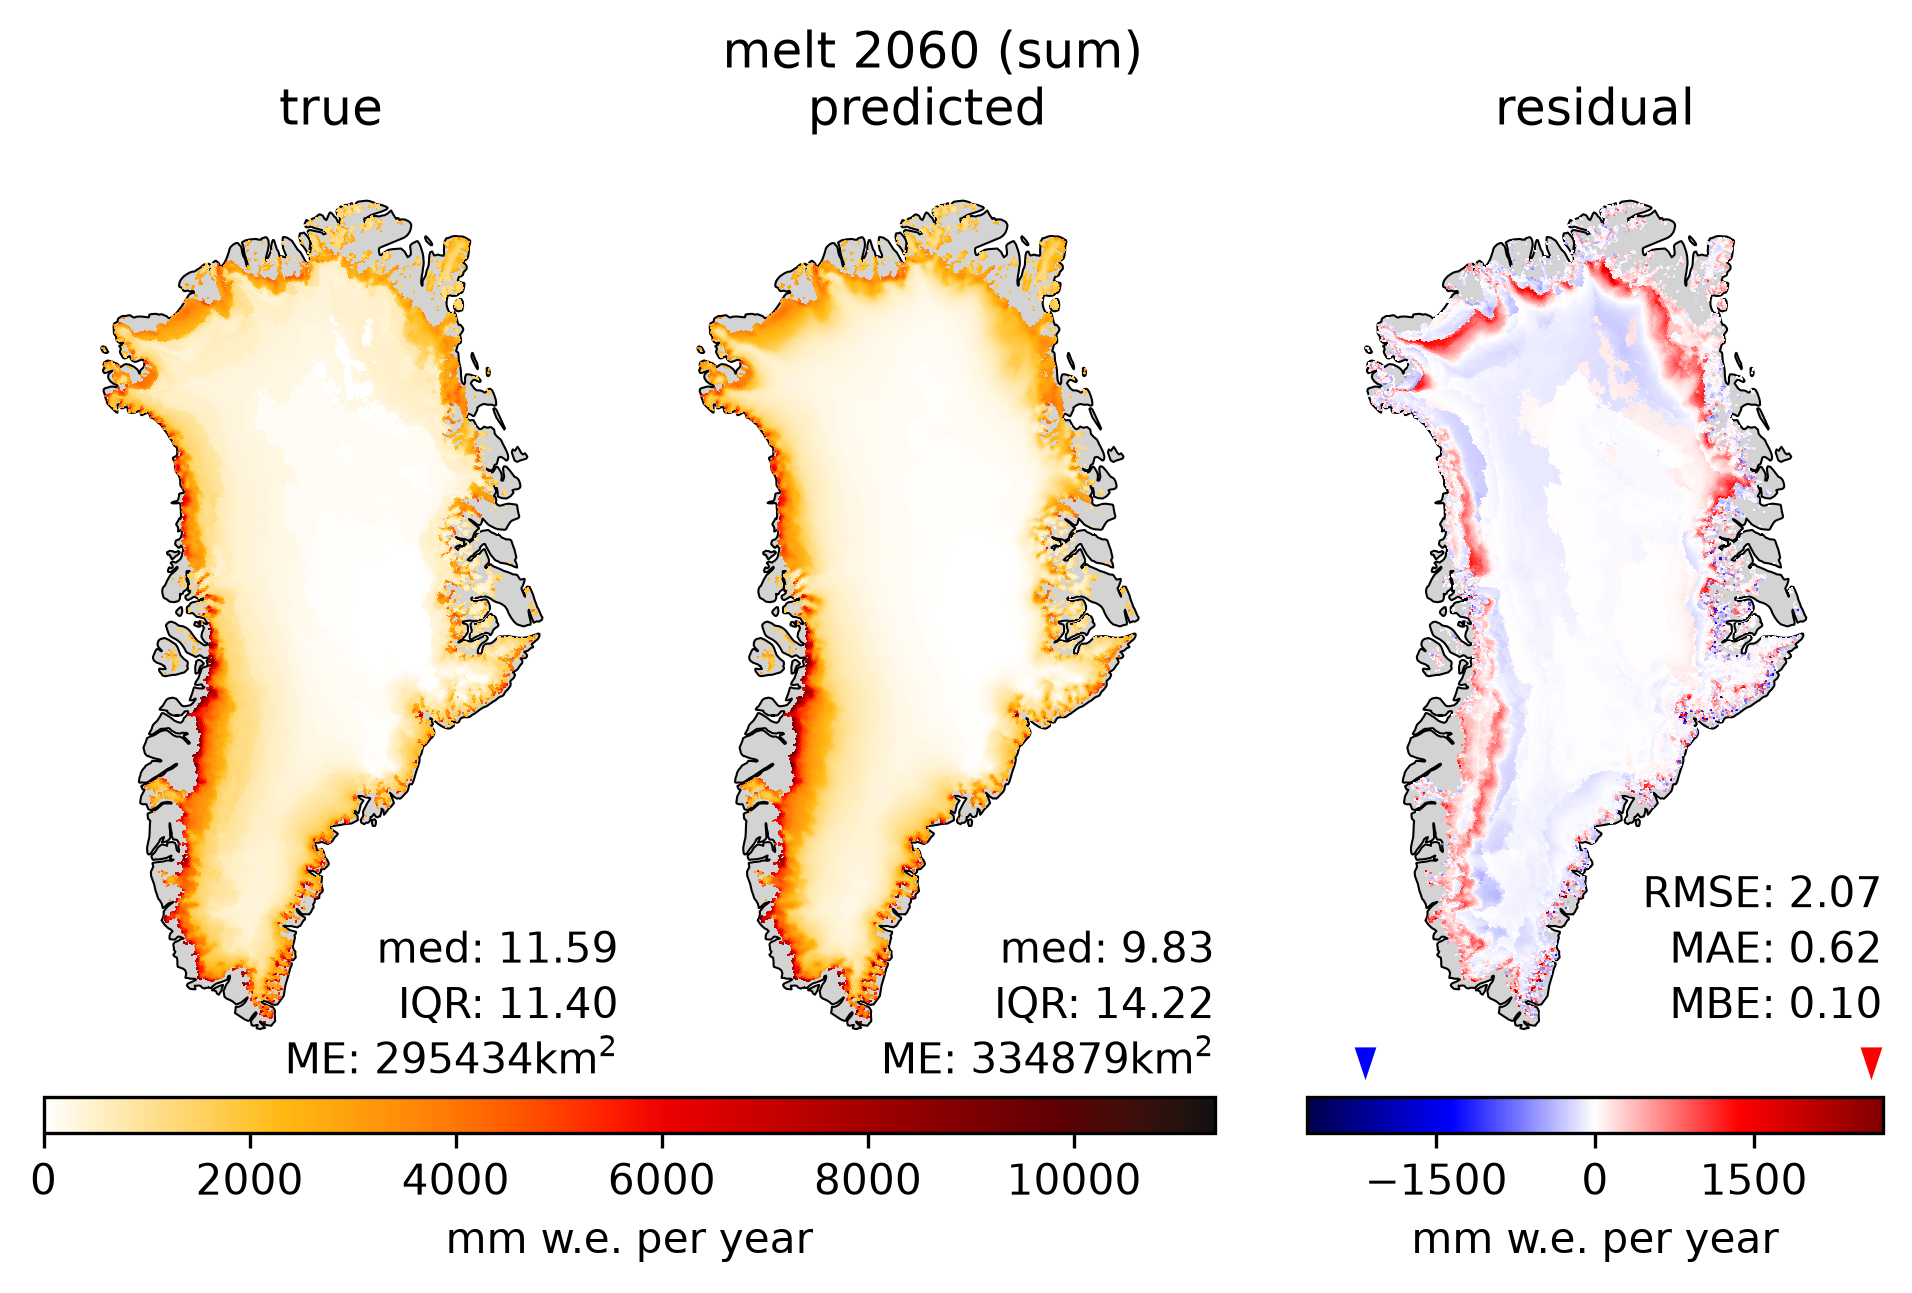 melt 2060 (sum)
true
predicted
residual
med: 11.59
IQR: 11.40
ME: 295434km²
med: 9.83
IQR: 14.22
ME: 334879km²
RMSE: 2.07
MAE: 0.62
MBE: 0.10
0 2000 4000 6000 8000 10000
mm w.e. per year
−1500 0 1500
mm w.e. per year